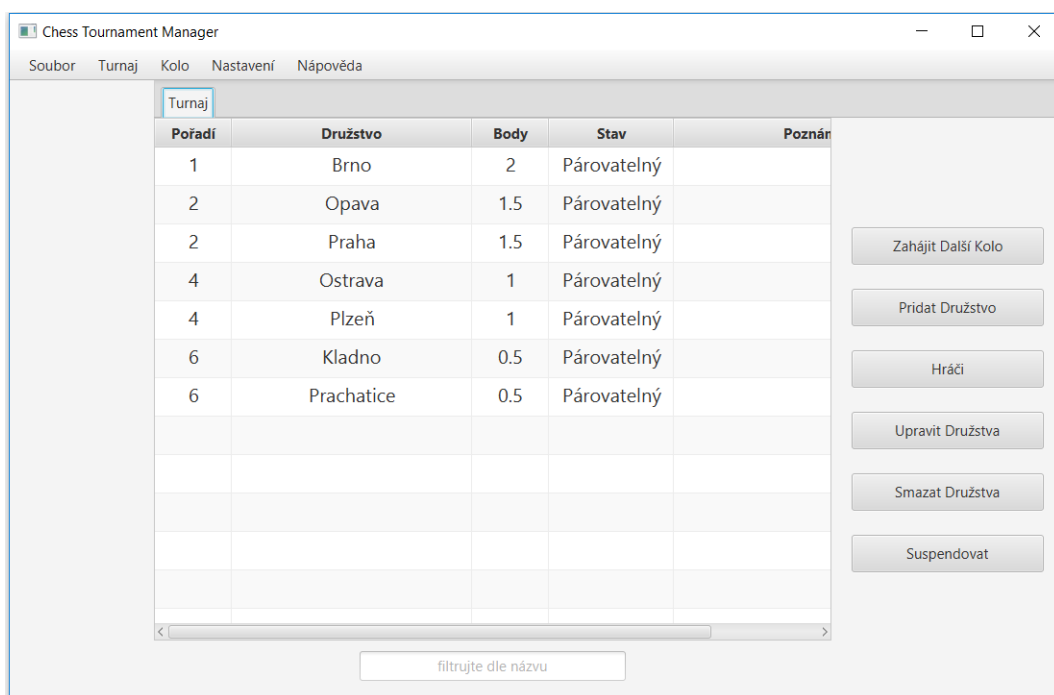 Chess Tournament Manager
Soubor Turnaj Kolo Nastavení Nápověda
Turnaj
Pořadí Družstvo Body Stav Poznám
1 Brno 2 Párovatelný
2 Opava 1.5 Párovatelný
2 Praha 1.5 Párovatelný
4 Ostrava 1 Párovatelný
4 Plzeň 1 Párovatelný
6 Kladno 0.5 Párovatelný
6 Prachatice 0.5 Párovatelný
Zahájit Další Kolo
Pridat Družstvo
Hráči
Upravit Družstva
Smazat Družstva
Suspendovat
filtrujte dle názvu